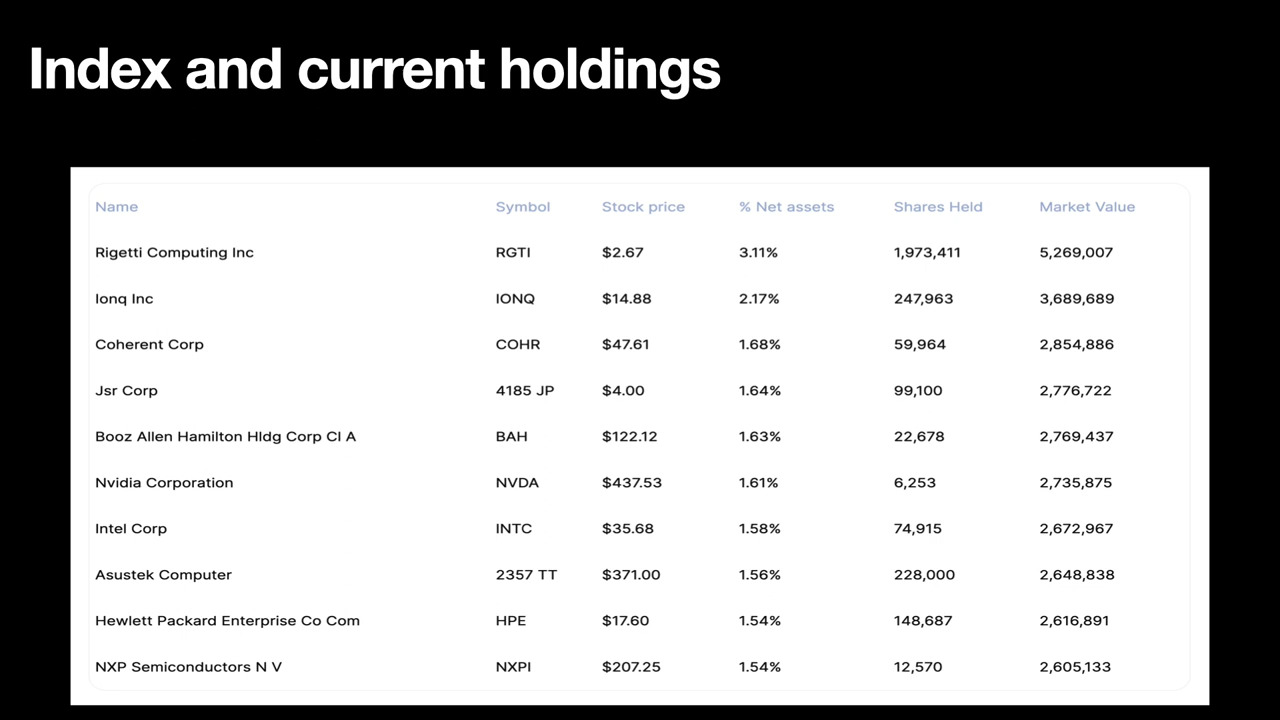 Index and current holdings
Name Symbol Stock price % Net assets Shares Held Market Value
Rigetti Computing Inc RGTI $2.67 3.11% 1,973,411 5,269,007
Ionq Inc IONQ $14.88 2.17% 247,963 3,689,689
Coherent Corp COHR $47.61 1.68% 59,964 2,854,886
Jsr Corp 4185 JP $4.00 1.64% 99,100 2,776,722
Booz Allen Hamilton Hldg Corp Cl A BAH $122.12 1.63% 22,678 2,769,437
Nvidia Corporation NVDA $437.53 1.61% 6,253 2,735,875
Intel Corp INTC $35.68 1.58% 74,915 2,672,967
Asustek Computer 2357 TT $371.00 1.56% 228,000 2,648,838
Hewlett Packard Enterprise Co Com HPE $17.60 1.54% 148,687 2,616,891
NXP Semiconductors N V NXPI $207.25 1.54% 12,570 2,605,133